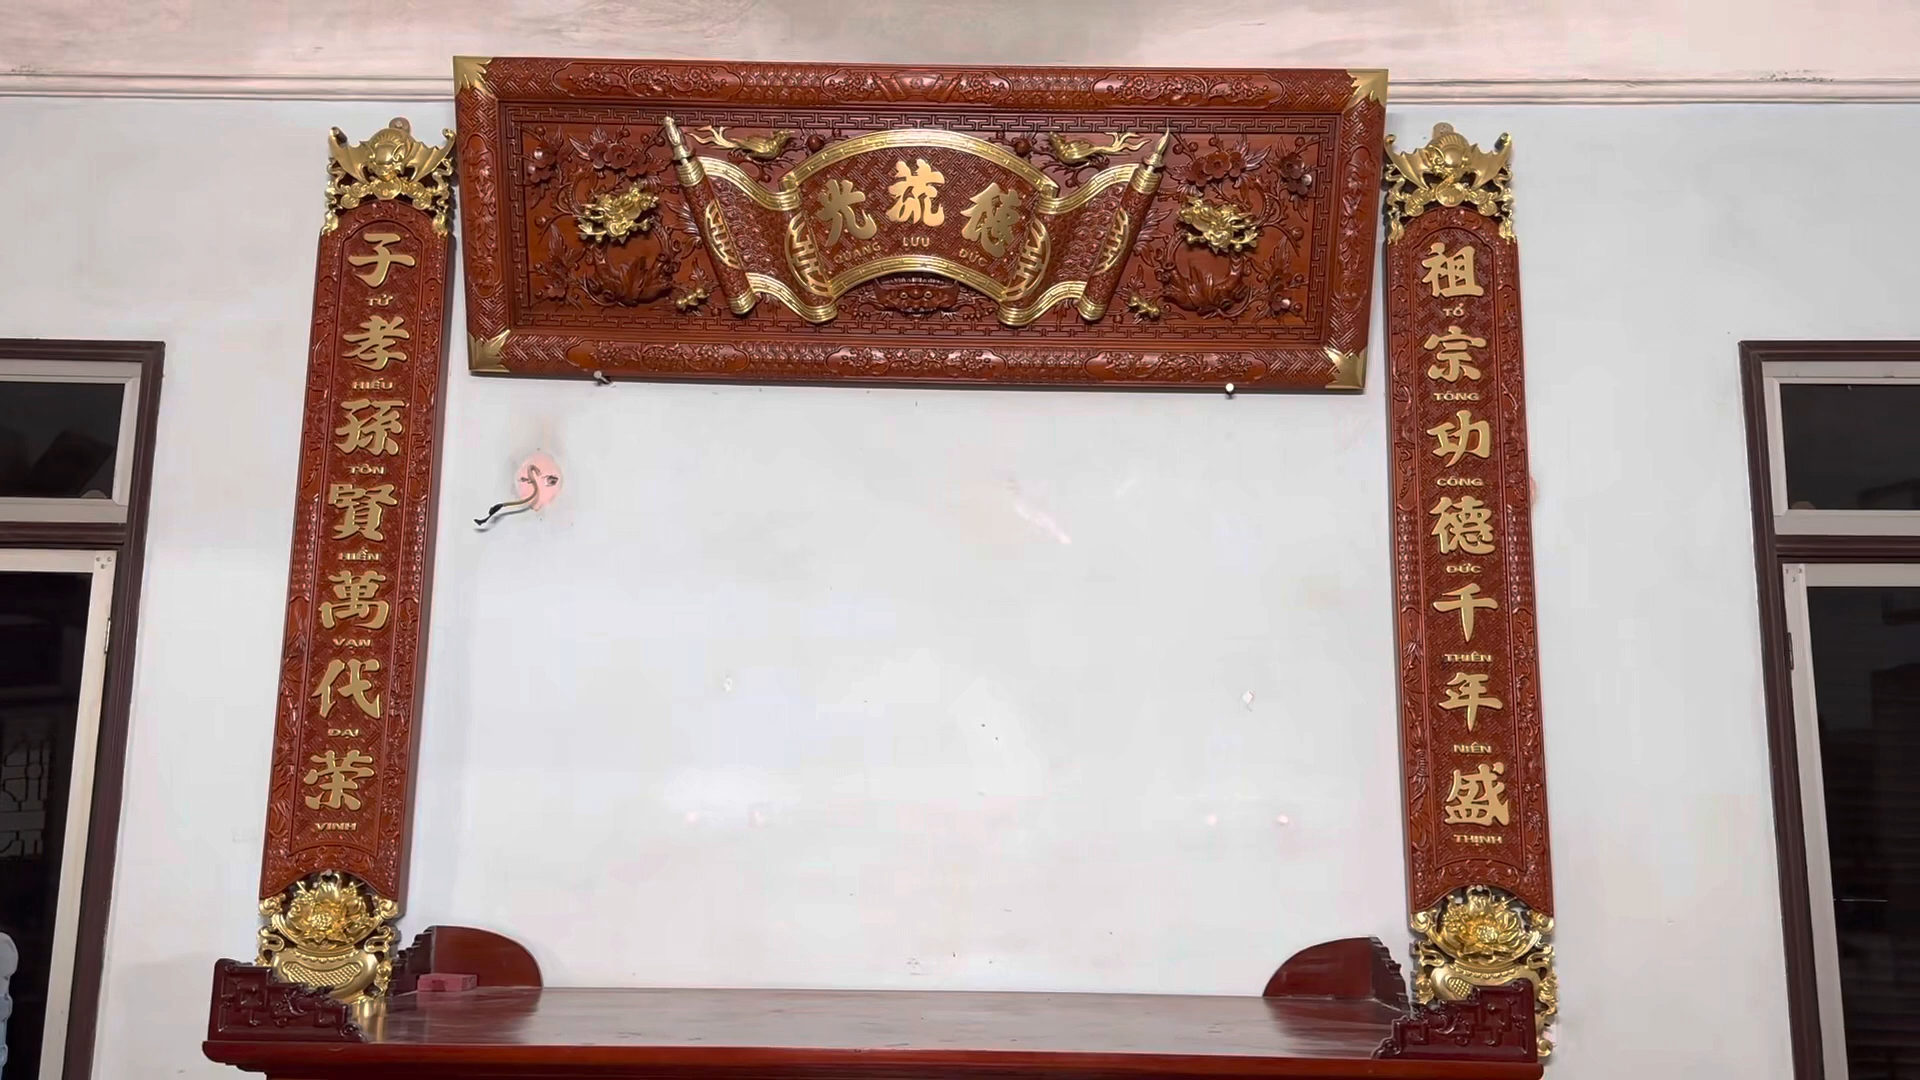 光 流 德
QUANG LƯU ĐỨC
子
TỬ
孝
HIẾU
孫
TÔN
賢
HIỀN
萬
VẠN
代
ĐẠI
荣
VINH
祖
TỔ
宗
TÔNG
功
CÔNG
德
ĐỨC
千
THIÊN
年
NIÊN
盛
THỊNH